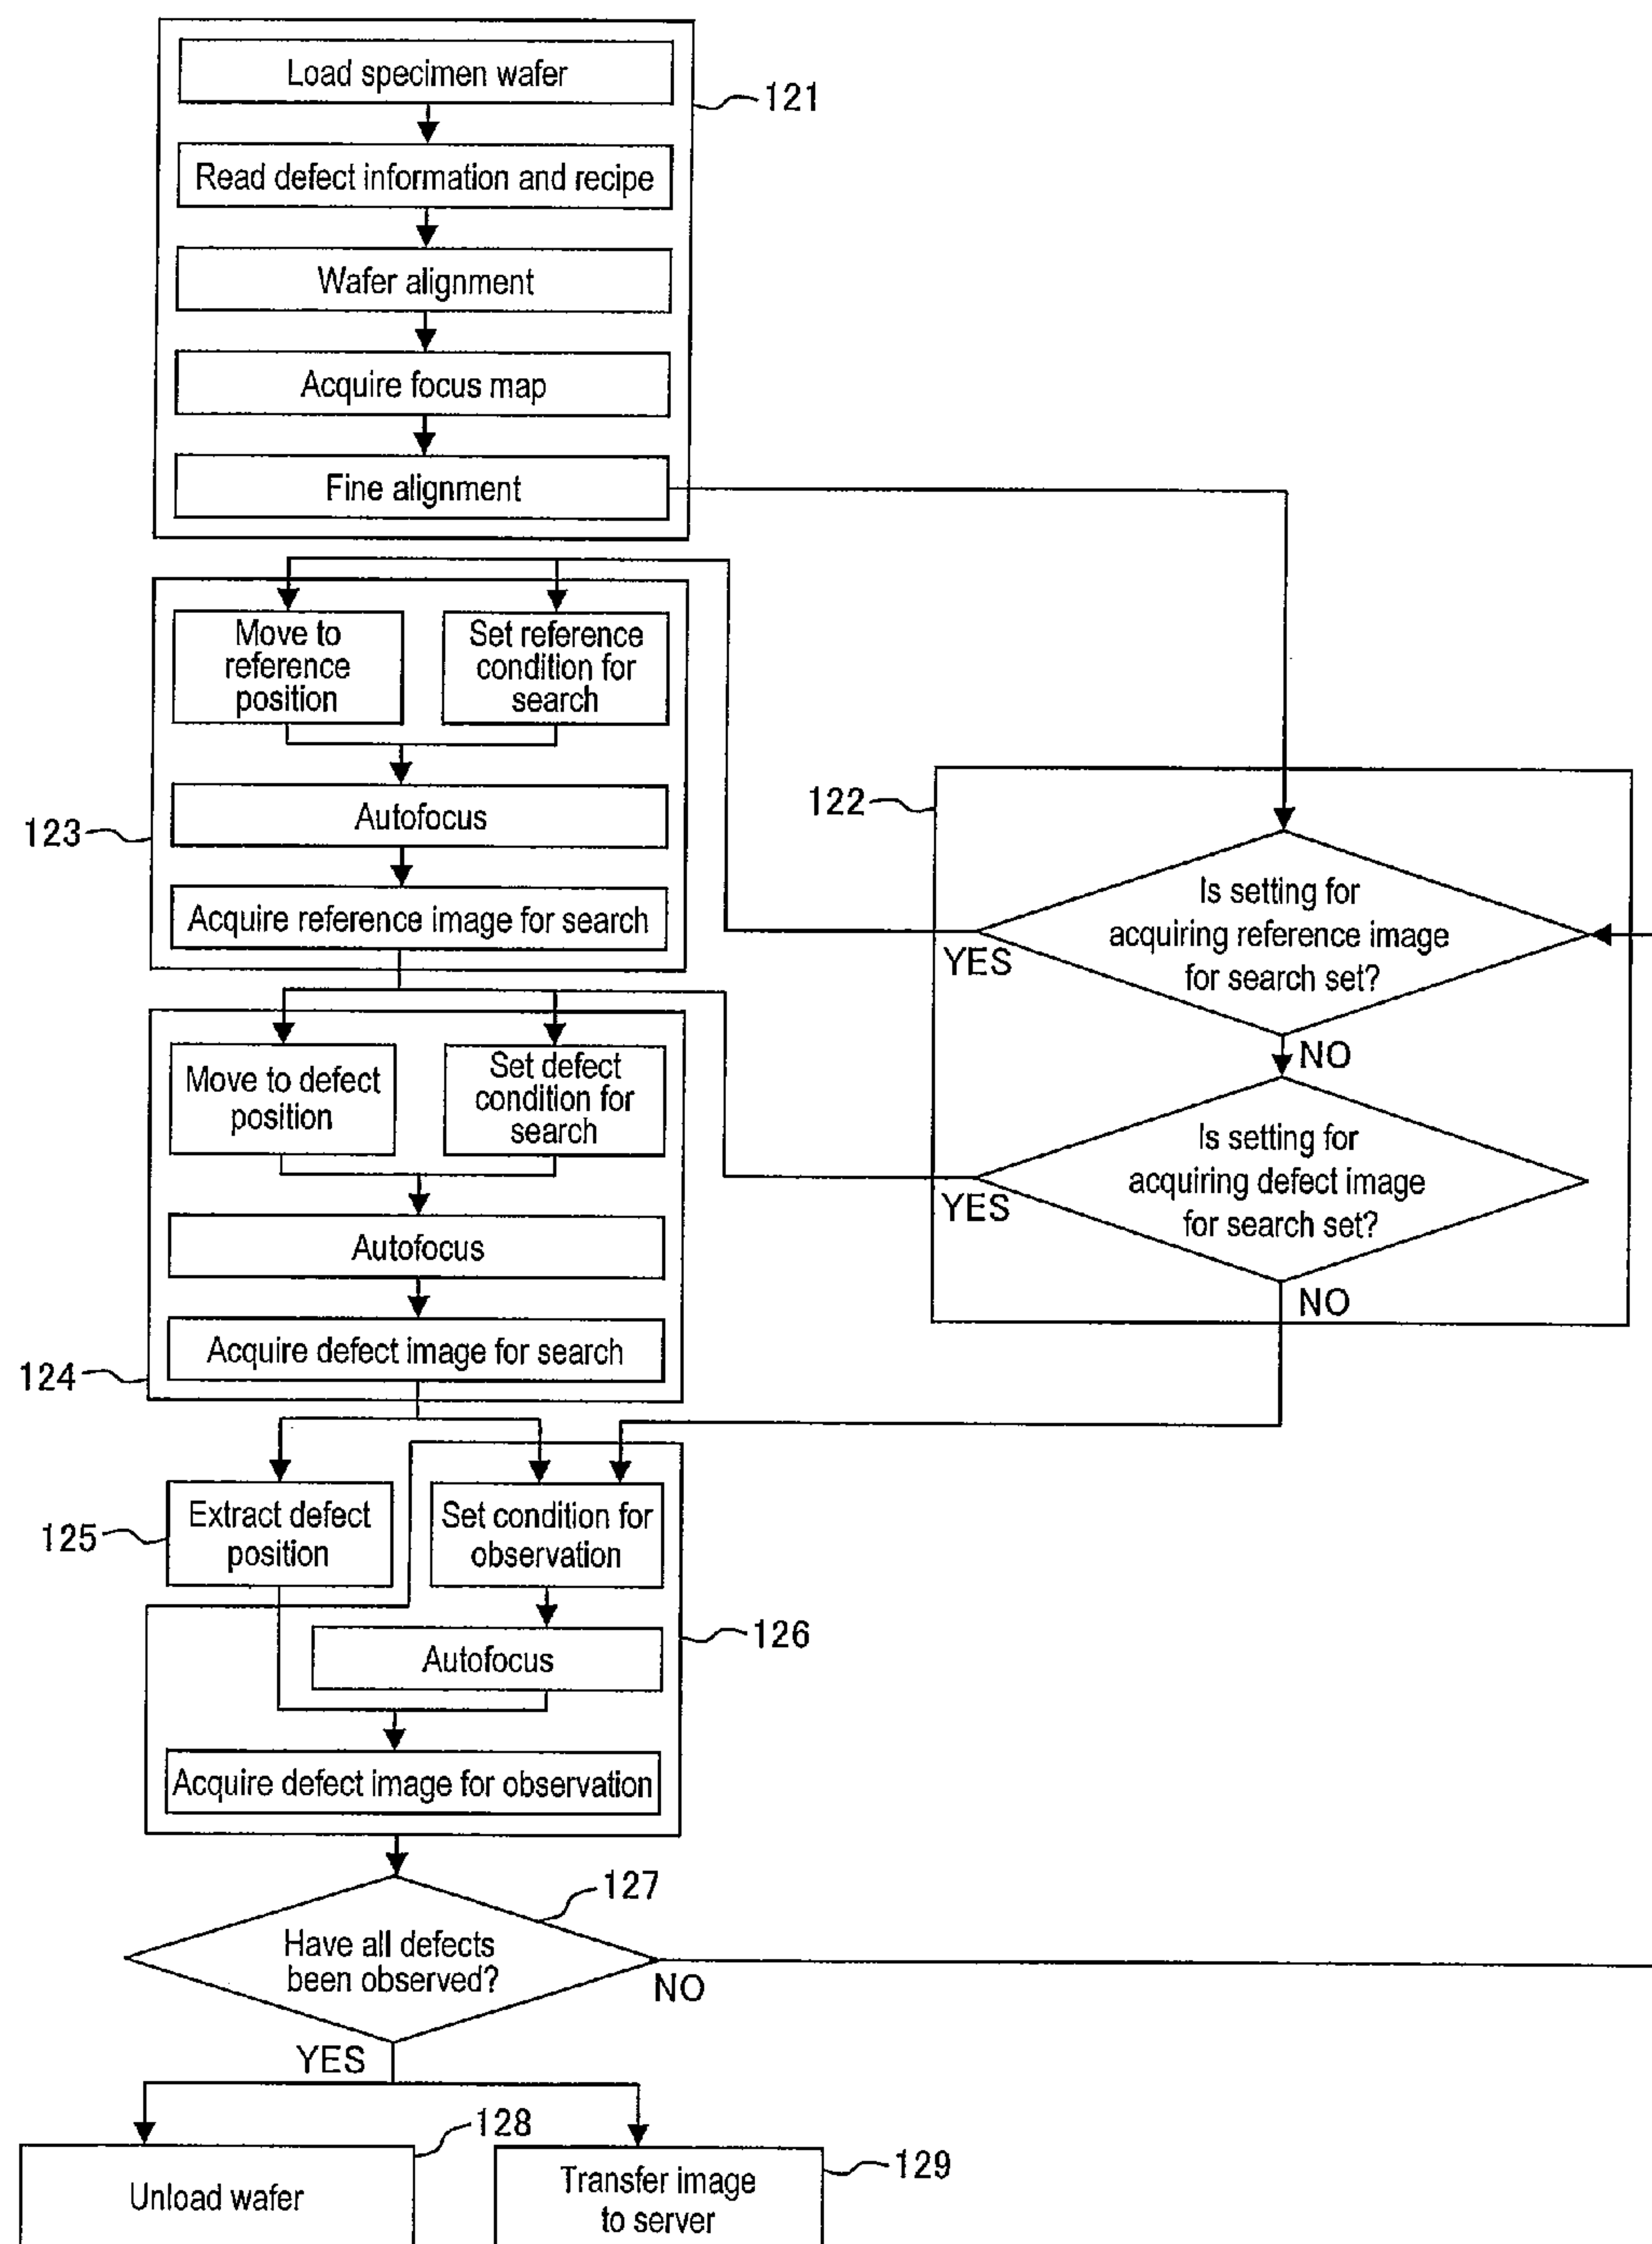 Load specimen wafer
121
Read defect information and recipe
Wafer alignment
Acquire focus map
Fine alignment
Move to
reference
position
Set reference
condition for
search
123
Autofocus
Acquire reference image for search
122
Is setting for
acquiring reference image
for search set?
YES
NO
Move to defect
position
Set defect
condition for
search
Is setting for
acquiring defect image
for search set?
YES
NO
Autofocus
Acquire defect image for search
124
125
Extract defect
position
Set condition for
observation
126
Autofocus
Acquire defect image for observation
127
Have all defects
been observed?
NO
YES
128
Unload wafer
129
Transfer image
to server